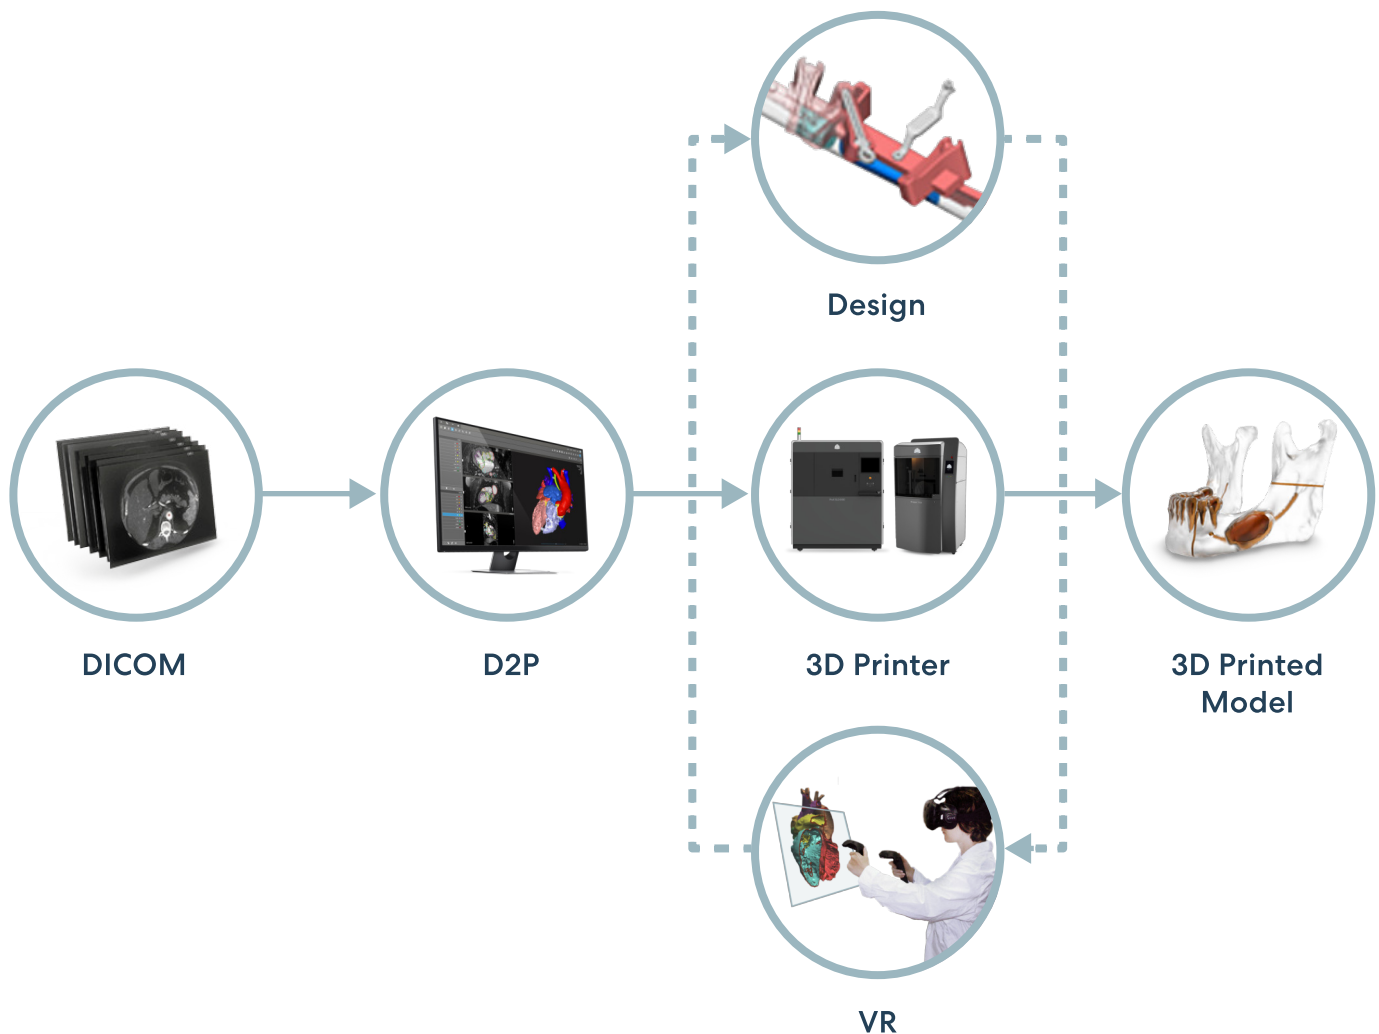 Design
DICOM
D2P
3D Printer
3D Printed
Model
VR